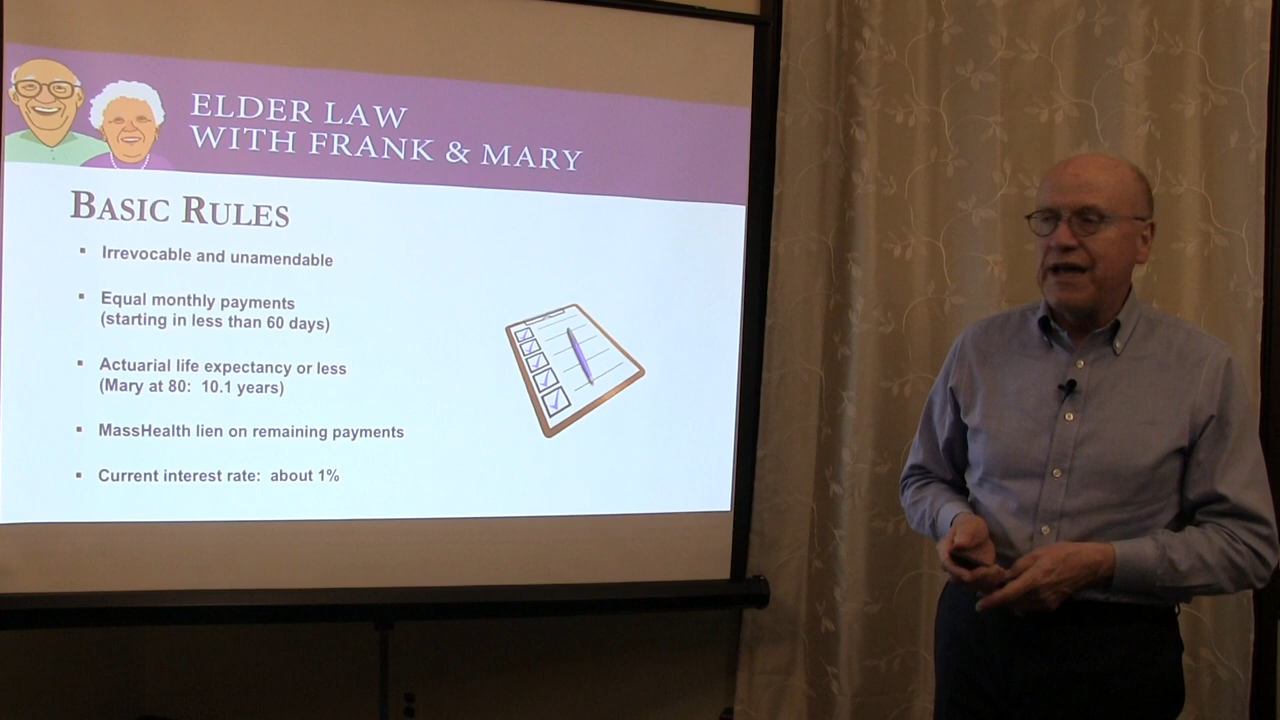 ELDER LAW
WITH FRANK & MARY
BASIC RULES
▪ Irrevocable and unamendable
▪ Equal monthly payments
(starting in less than 60 days)
▪ Actuarial life expectancy or less
(Mary at 80: 10.1 years)
▪ MassHealth lien on remaining payments
▪ Current interest rate: about 1%